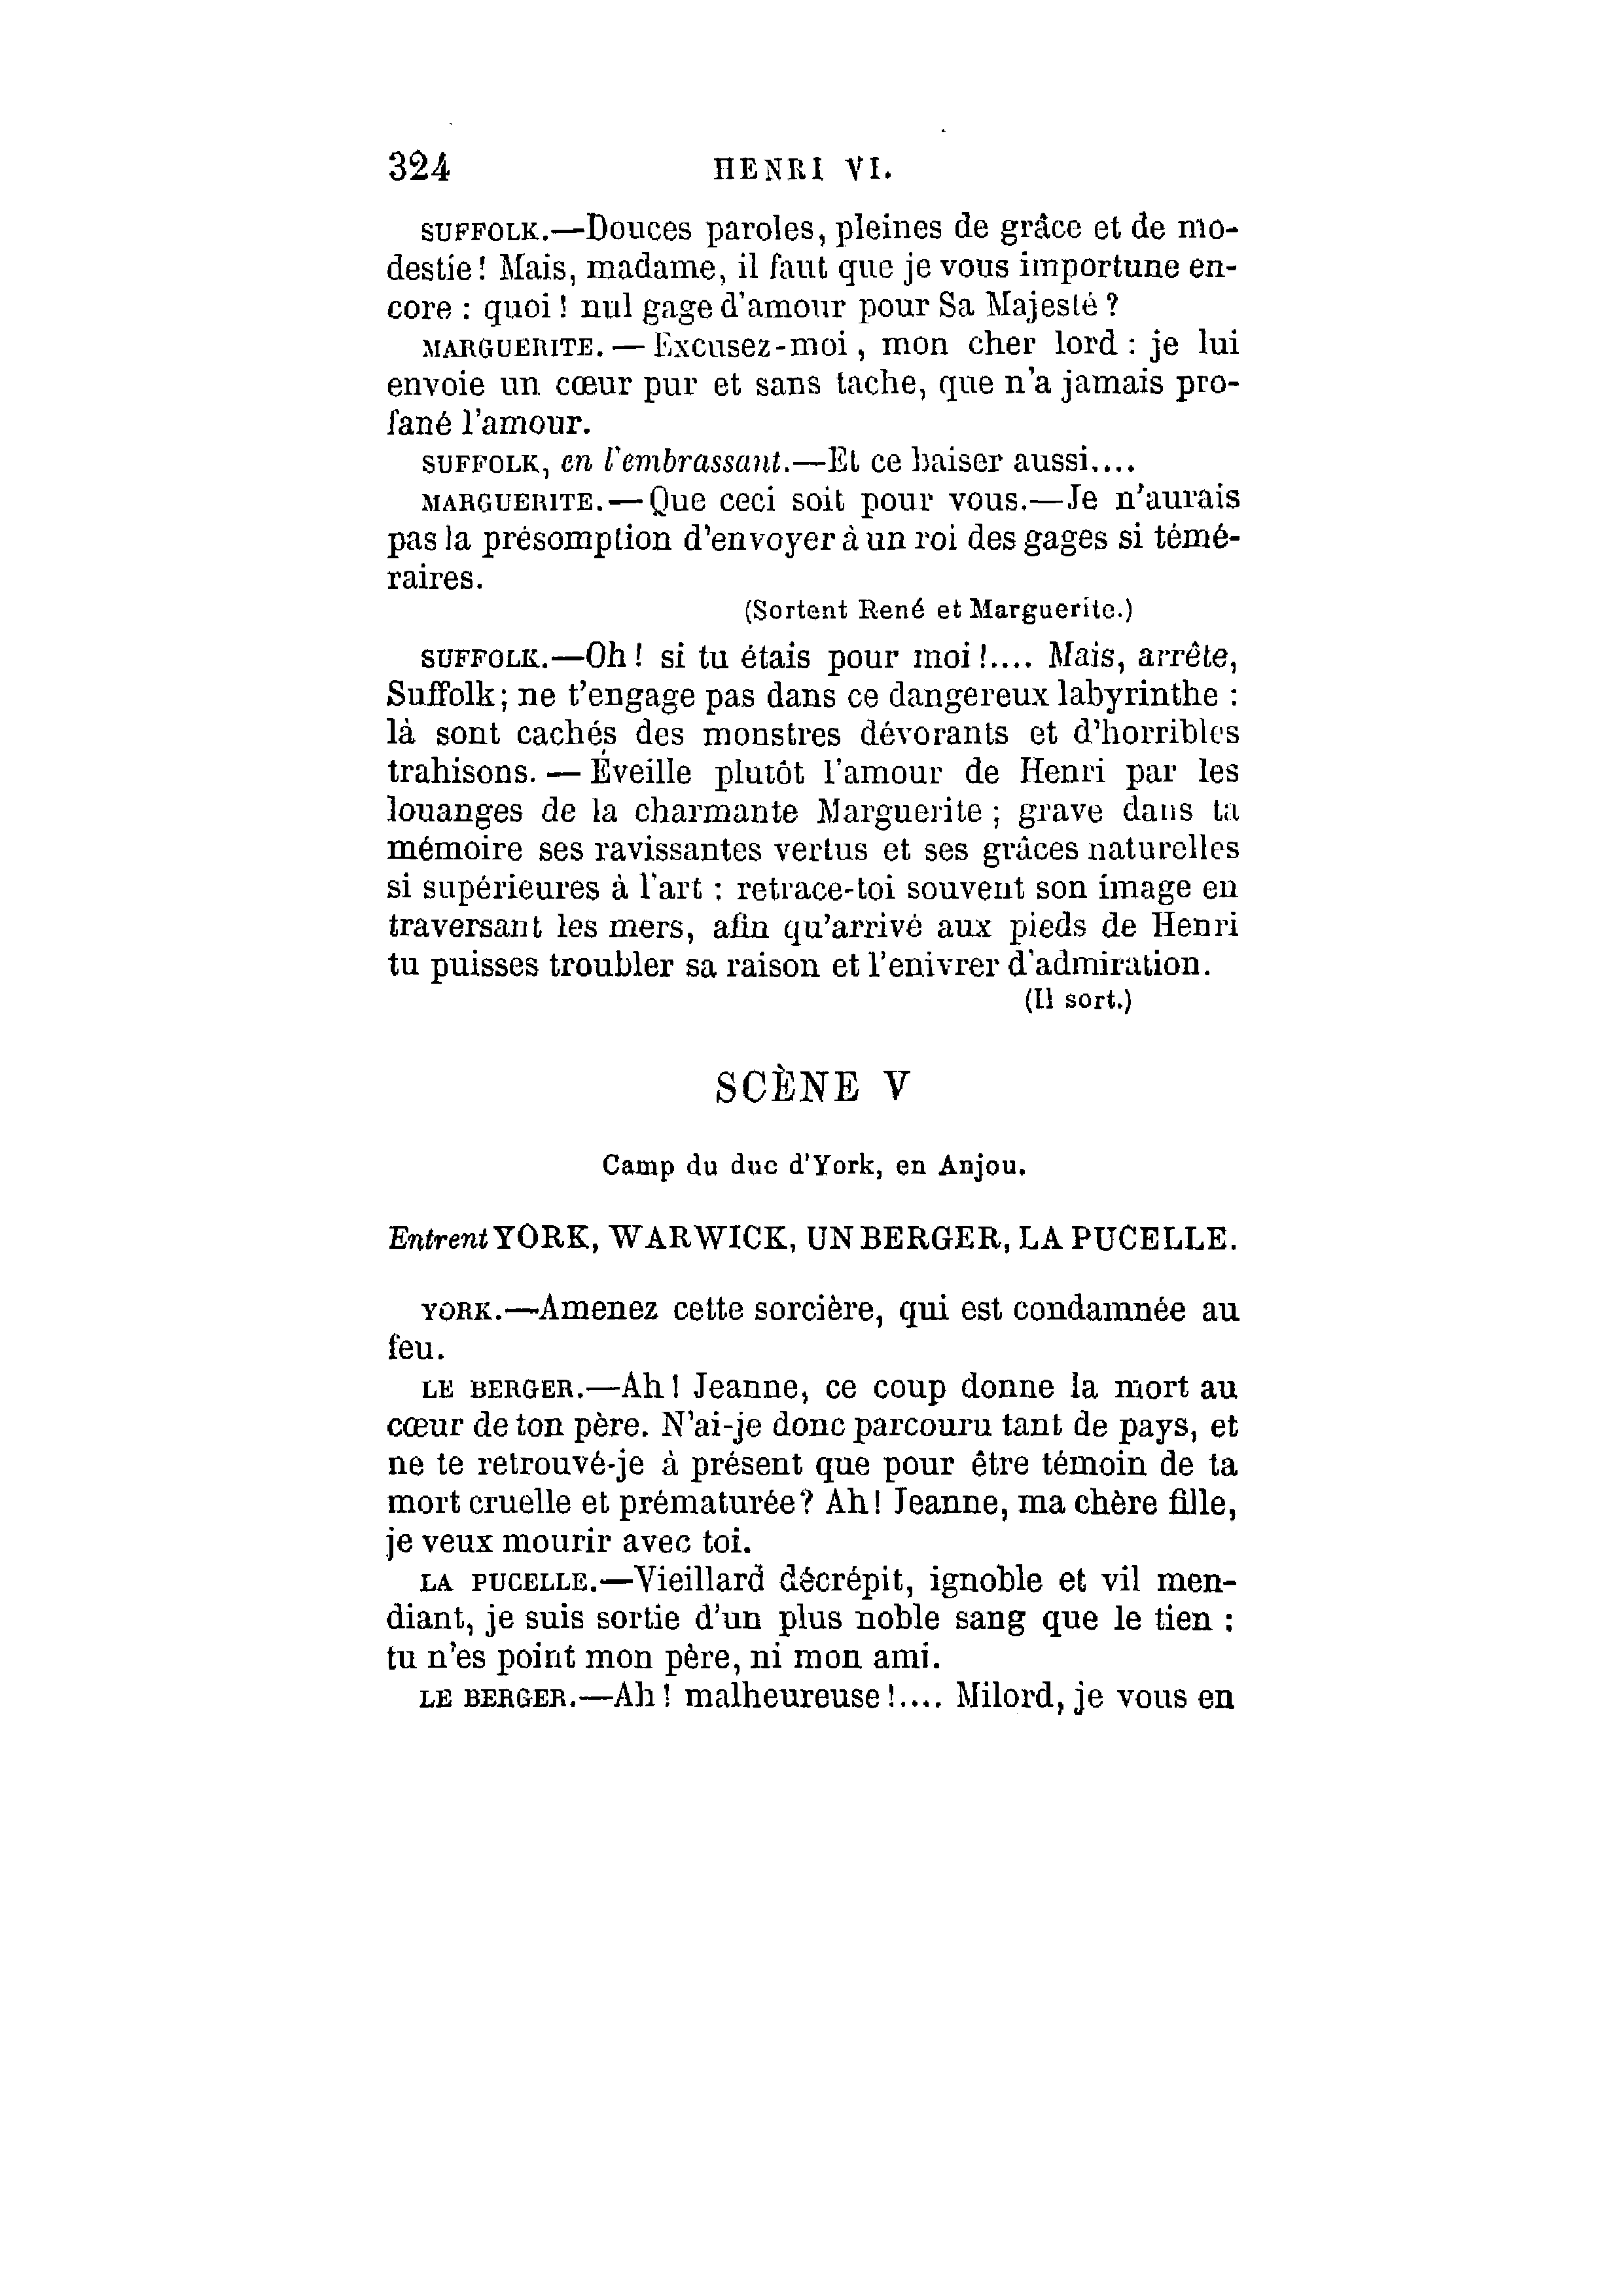 324 HENRI VI.
SUFFOLK.—Douces paroles, pleines de grâce et de mo-
destie! Mais, madame, il faut que je vous importune en-
core : quoi! nul gage d'amour pour Sa Majesté?
MARGUERITE. — Excusez-moi, mon cher lord : je lui
envoie un cœur pur et sans tache, que n'a jamais pro-
fané l'amour.
SUFFOLK, en l'embrassant.—Et ce baiser aussi....
MARGUERITE.—Que ceci soit pour vous.—Je n'aurais
pas la présomption d'envoyer à un roi des gages si témé-
raires.
(Sortent René et Marguerite.)
SUFFOLK.—Oh! si tu étais pour moi!.... Mais, arrête,
Suffolk; ne t'engage pas dans ce dangereux labyrinthe :
là sont cachés des monstres dévorants et d'horribles
trahisons. — Éveille plutôt l'amour de Henri par les
louanges de la charmante Marguerite; grave dans ta
mémoire ses ravissantes vertus et ses grâces naturelles
si supérieures à l'art : retrace-toi souvent son image en
traversant les mers, afin qu'arrivé aux pieds de Henri
tu puisses troubler sa raison et l'enivrer d'admiration.
(Il sort.)
SCÈNE V
Camp du duc d'York, en Anjou.
Entrent YORK, WARWICK, UN BERGER, LA PUCELLE.
YORK.—Amenez cette sorcière, qui est condamnée au
feu.
LE BERGER.—Ah! Jeanne, ce coup donne la mort au
cœur de ton père. N'ai-je donc parcouru tant de pays, et
ne te retrouvé-je à présent que pour être témoin de ta
mort cruelle et prématurée? Ah! Jeanne, ma chère fille,
je veux mourir avec toi.
LA PUCELLE.—Vieillard décrépit, ignoble et vil men-
diant, je suis sortie d'un plus noble sang que le tien :
tu n'es point mon père, ni mon ami.
LE BERGER.—Ah! malheureuse!.... Milord, je vous en